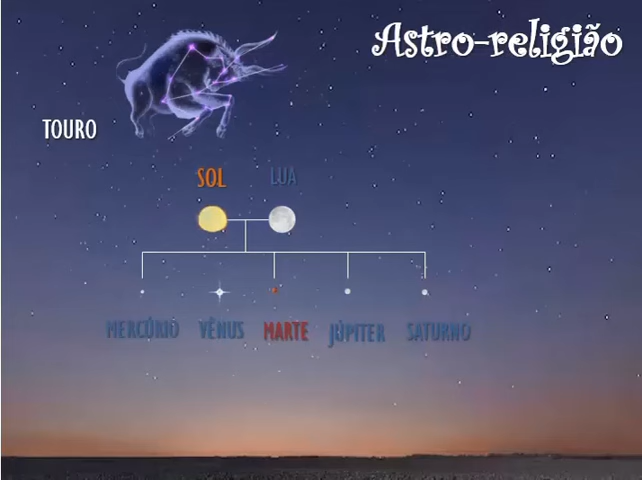 Astro-religião
TOURO
SOL LUA
MERCÚRIO VÊNUS MARTE JÚPITER SATURNO